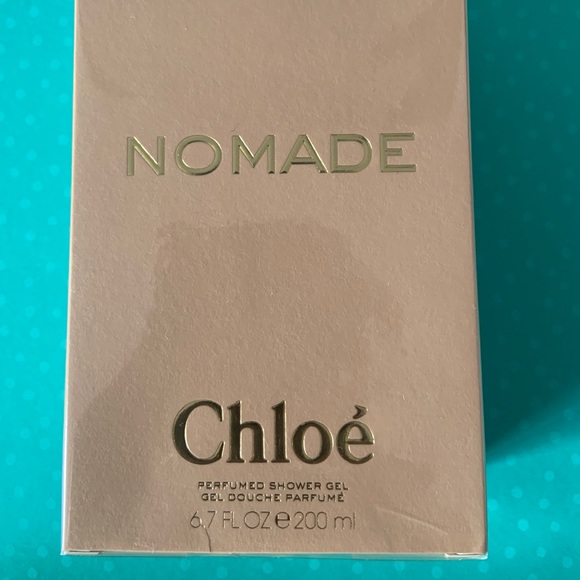 NOMADE
Chloé
PERFUMED SHOWER GEL
GEL DOUCHE PARFUMÉ
6.7 FL OZ e 200 ml